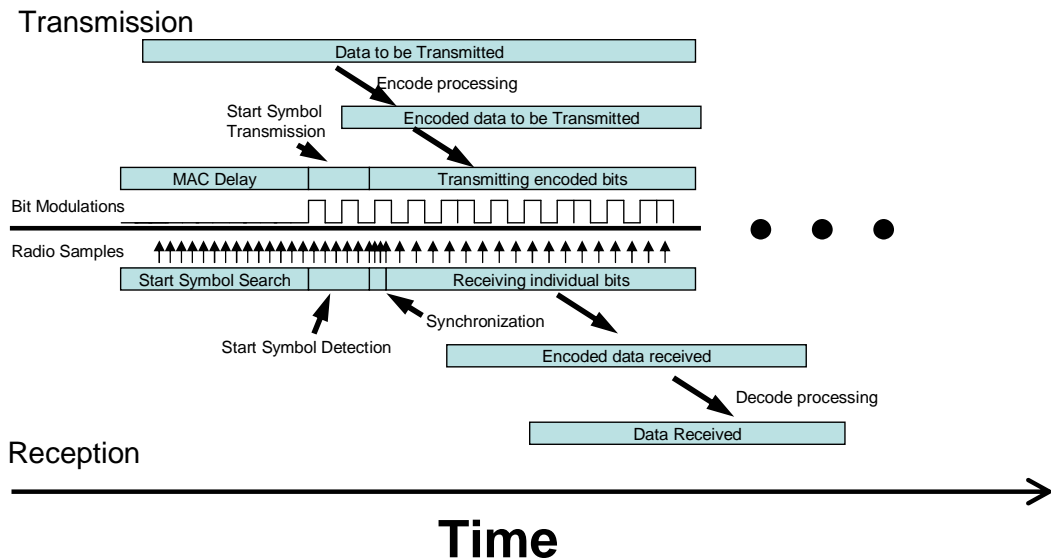 Transmission
Data to be Transmitted
Encode processing
Start Symbol
Transmission
Encoded data to be Transmitted
MAC Delay
Transmitting encoded bits
Bit Modulations
Radio Samples
Start Symbol Search
Receiving individual bits
Synchronization
Start Symbol Detection
Encoded data received
Decode processing
Data Received
Reception
Time